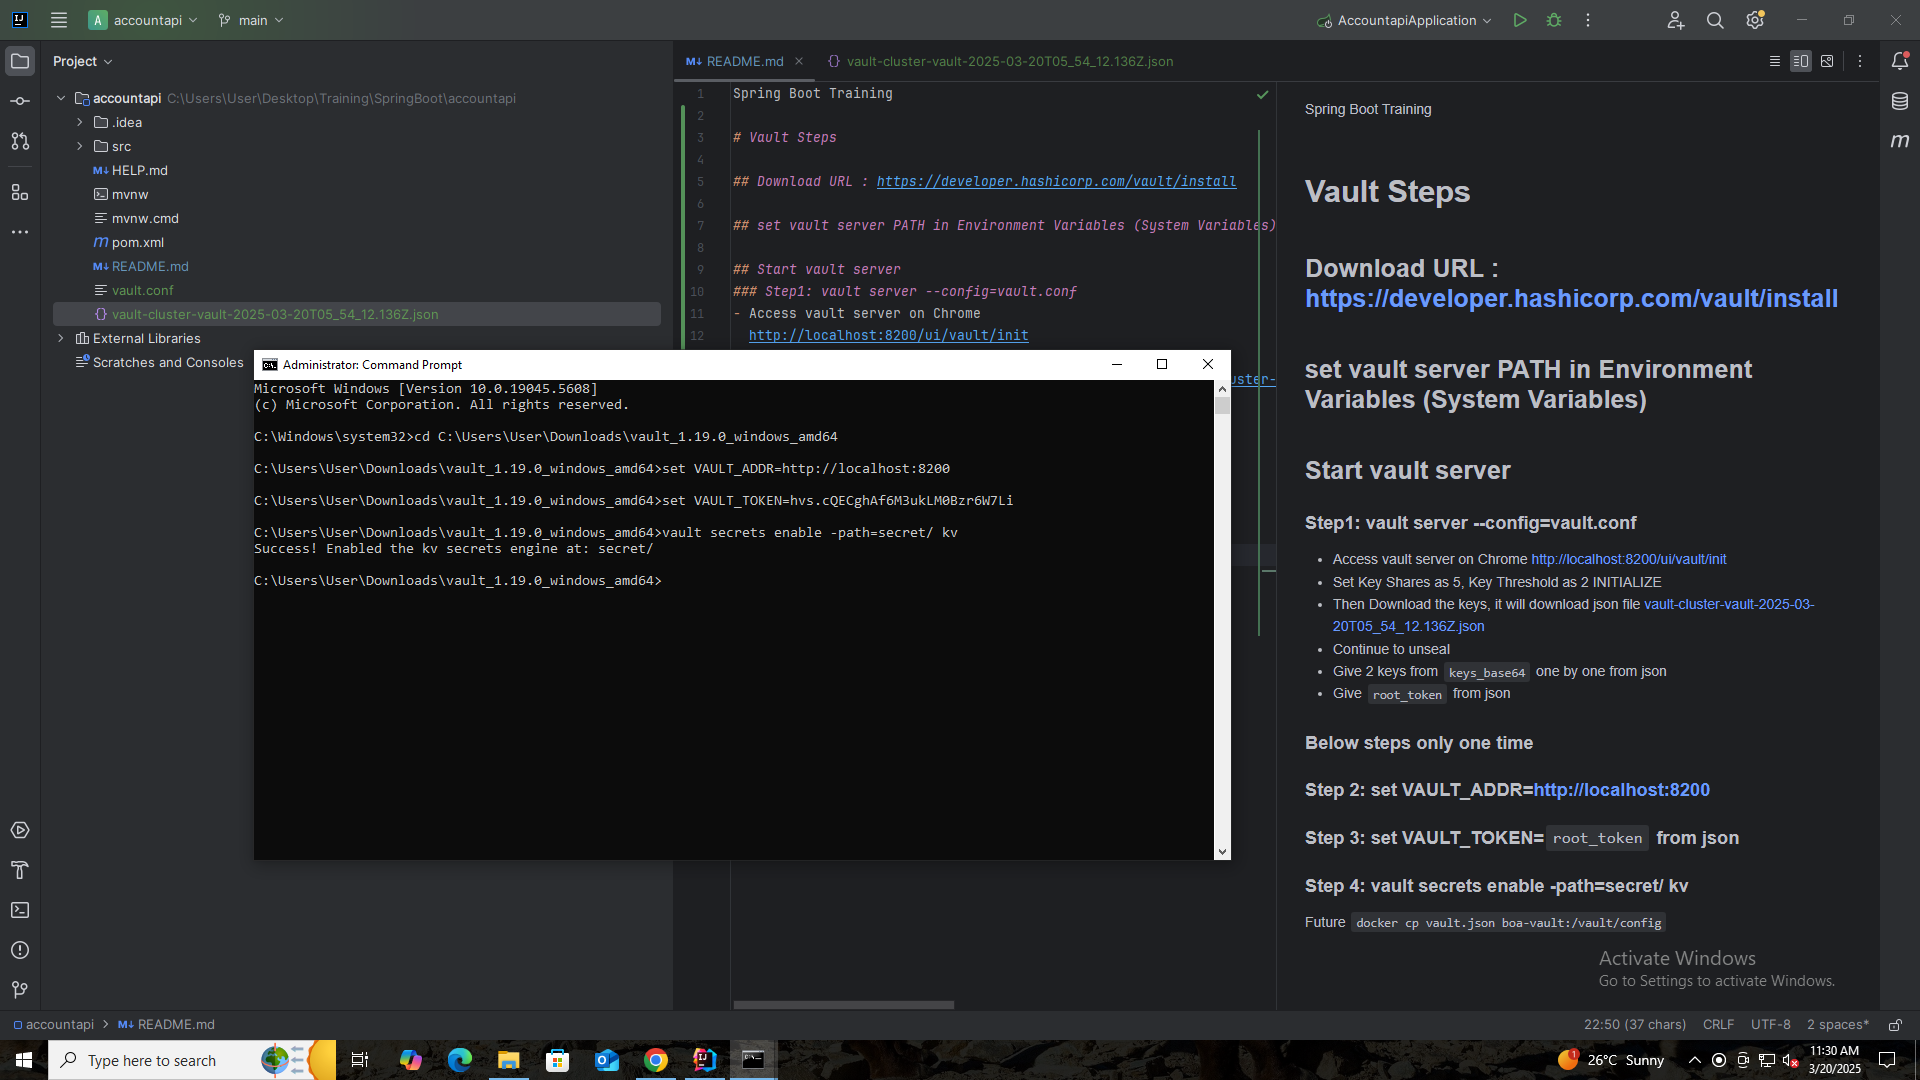 A accountapi
main
AccountapiApplication
Project
README.md
vault-cluster-vault-2025-03-20T05_54_12.136Z.json
accountapi C:\Users\User\Desktop\Training\SpringBoot\accountapi
.idea
src
HELP.md
mvnw
mvnw.cmd
pom.xml
README.md
vault.conf
vault-cluster-vault-2025-03-20T05_54_12.136Z.json
External Libraries
Scratches and Consoles
1 Spring Boot Training
2
3 # Vault Steps
4
5 ## Download URL : https://developer.hashicorp.com/vault/install
6
7 ## set vault server PATH in Environment Variables (System Variables)
8
9 ## Start vault server
10 ### Step1: vault server --config=vault.conf
11 - Access vault server on Chrome
12 http://localhost:8200/ui/vault/init
uster-
Administrator: Command Prompt
Microsoft Windows [Version 10.0.19045.5608]
(c) Microsoft Corporation. All rights reserved.
C:\Windows\system32>cd C:\Users\User\Downloads\vault_1.19.0_windows_amd64
C:\Users\User\Downloads\vault_1.19.0_windows_amd64>set VAULT_ADDR=http://localhost:8200
C:\Users\User\Downloads\vault_1.19.0_windows_amd64>set VAULT_TOKEN=hvs.cQECghAf6M3ukLM0Bzr6W7Li
C:\Users\User\Downloads\vault_1.19.0_windows_amd64>vault secrets enable -path=secret/ kv
Success! Enabled the kv secrets engine at: secret/
C:\Users\User\Downloads\vault_1.19.0_windows_amd64>
Spring Boot Training
Vault Steps
Download URL :
https://developer.hashicorp.com/vault/install
set vault server PATH in Environment
Variables (System Variables)
Start vault server
Step1: vault server --config=vault.conf
• Access vault server on Chrome http://localhost:8200/ui/vault/init
• Set Key Shares as 5, Key Threshold as 2 INITIALIZE
• Then Download the keys, it will download json file vault-cluster-vault-2025-03-
20T05_54_12.136Z.json
• Continue to unseal
• Give 2 keys from keys_base64 one by one from json
• Give root_token from json
Below steps only one time
Step 2: set VAULT_ADDR=http://localhost:8200
Step 3: set VAULT_TOKEN= root_token from json
Step 4: vault secrets enable -path=secret/ kv
Future docker cp vault.json boa-vault:/vault/config
Activate Windows
Go to Settings to activate Windows.
accountapi > README.md
22:50 (37 chars) CRLF UTF-8 2 spaces*
Type here to search
1 26°C Sunny
11:30 AM
3/20/2025